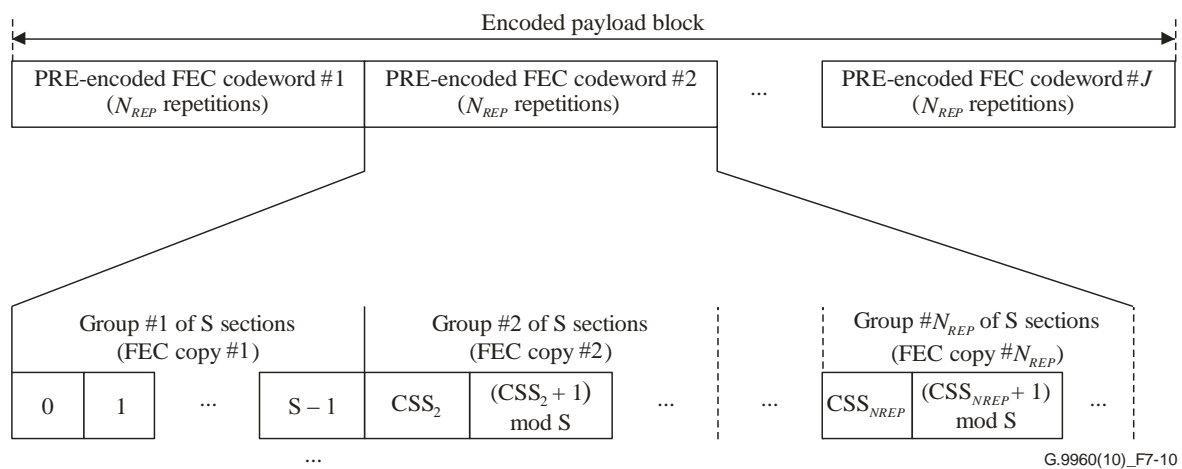 Encoded payload block
PRE-encoded FEC codeword #1
(N_REP repetitions)
PRE-encoded FEC codeword #2
(N_REP repetitions)
...
PRE-encoded FEC codeword #J
(N_REP repetitions)
Group #1 of S sections
(FEC copy #1)
Group #2 of S sections
(FEC copy #2)
Group #N_REP of S sections
(FEC copy #N_REP)
0
1
...
S – 1
CSS_2
(CSS_2 + 1)
mod S
...
...
CSS_NREP
(CSS_NREP + 1)
mod S
...
...
G.9960(10)_F7-10